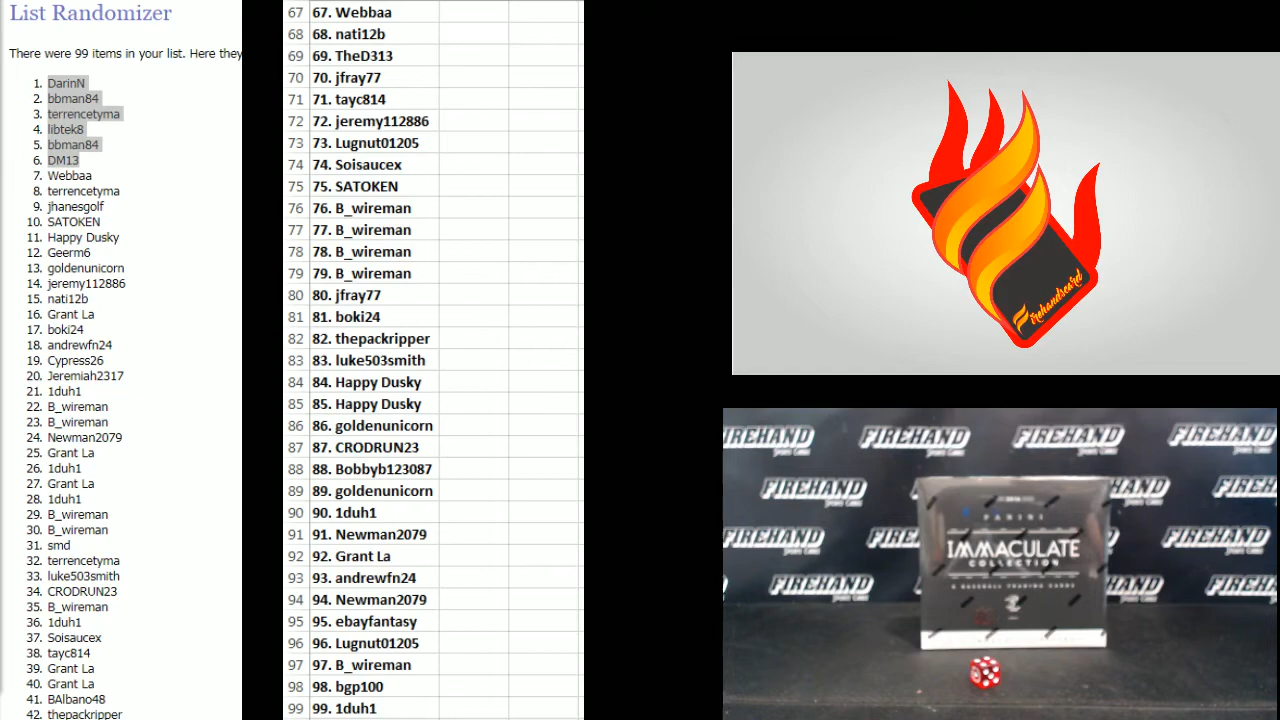 List Randomizer
There were 99 items in your list. Here they
1. DarinN
2. bbman84
3. terrencetyma
4. libtek8
5. bbman84
6. DM13
7. Webbaa
8. terrencetyma
9. jhanesgolf
10. SATOKEN
11. Happy Dusky
12. Geerm6
13. goldenunicorn
14. jeremy112886
15. nati12b
16. Grant La
17. boki24
18. andrewfn24
19. Cypress26
20. Jeremiah2317
21. 1duh1
22. B_wireman
23. B_wireman
24. Newman2079
25. Grant La
26. 1duh1
27. Grant La
28. 1duh1
29. B_wireman
30. B_wireman
31. smd
32. terrencetyma
33. luke503smith
34. CRODRUN23
35. B_wireman
36. 1duh1
37. Soisaucex
38. tayc814
39. Grant La
40. Grant La
41. BAlbano48
42. thepackripper
67 67. Webbaa
68 68. nati12b
69 69. TheD313
70 70. jfray77
71 71. tayc814
72 72. jeremy112886
73 73. Lugnut01205
74 74. Soisaucex
75 75. SATOKEN
76 76. B_wireman
77 77. B_wireman
78 78. B_wireman
79 79. B_wireman
80 80. jfray77
81 81. boki24
82 82. thepackripper
83 83. luke503smith
84 84. Happy Dusky
85 85. Happy Dusky
86 86. goldenunicorn
87 87. CRODRUN23
88 88. Bobbyb123087
89 89. goldenunicorn
90 90. 1duh1
91 91. Newman2079
92 92. Grant La
93 93. andrewfn24
94 94. Newman2079
95 95. ebayfantasy
96 96. Lugnut01205
97 97. B_wireman
98 98. bgp100
99 99. 1duh1
FIREHAND
PANINI
IMMACULATE
COLLECTION